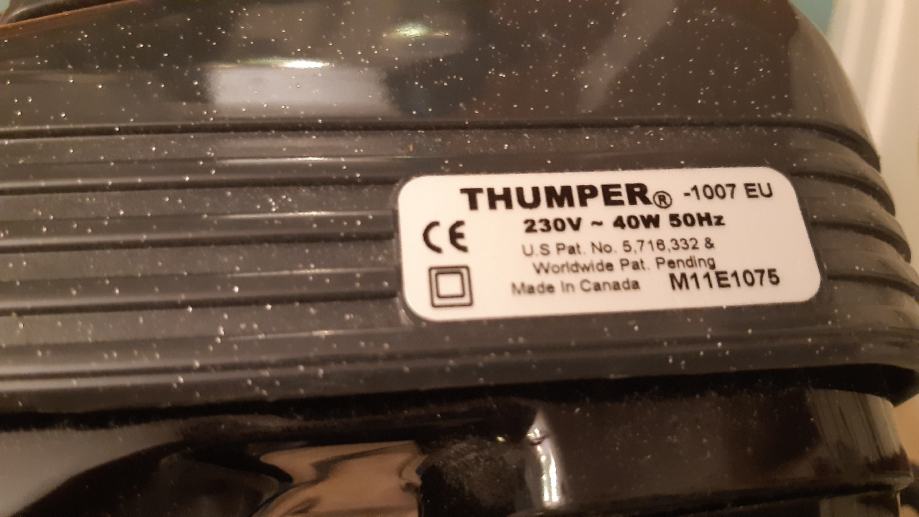 THUMPER® -1007 EU
CE
230V ~ 40W 50Hz
U.S Pat. No. 5,716,332 &
Worldwide Pat. Pending
Made In Canada M11E1075